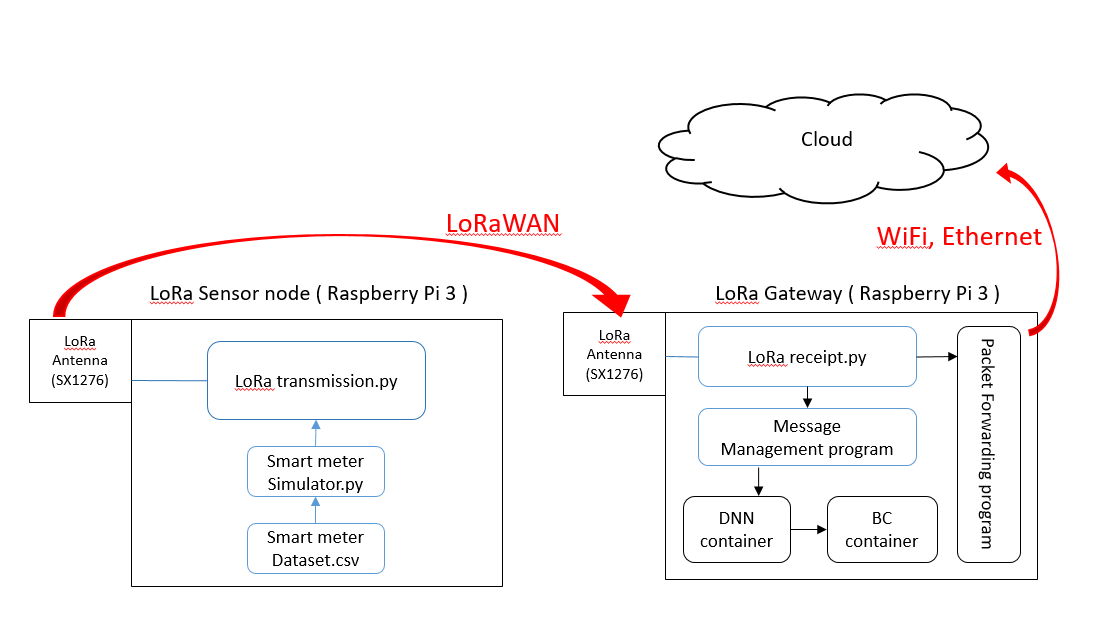 Cloud
LoRaWAN
WiFi, Ethernet
LoRa Sensor node ( Raspberry Pi 3 )
LoRa
Antenna
(SX1276)
LoRa transmission.py
Smart meter
Simulator.py
Smart meter
Dataset.csv
LoRa Gateway ( Raspberry Pi 3 )
LoRa
Antenna
(SX1276)
LoRa receipt.py
Message
Management program
DNN
container
BC
container
Packet Forwarding program